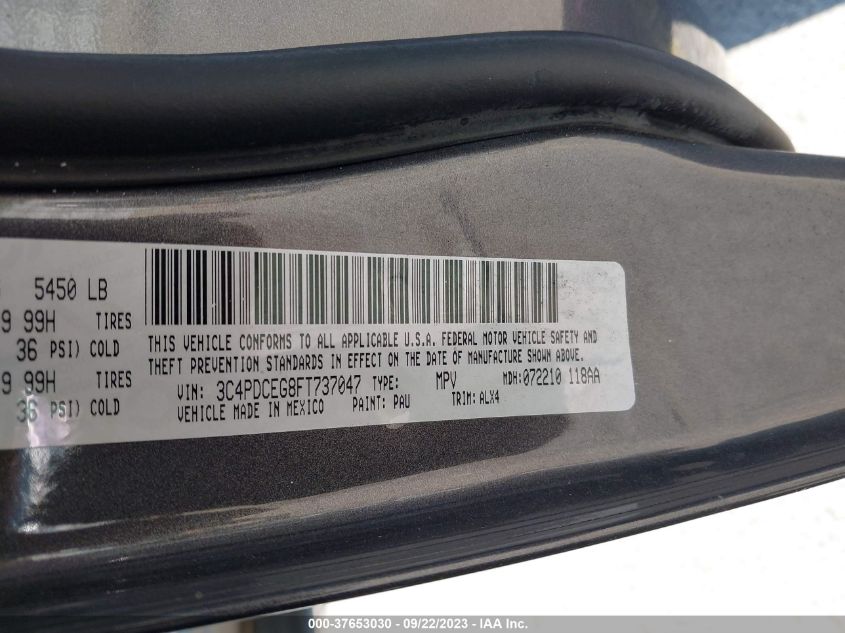 5450 LB
9 99H TIRES
36 PSI) COLD
9 99H TIRES
36 PSI) COLD
THIS VEHICLE CONFORMS TO ALL APPLICABLE U.S.A. FEDERAL MOTOR VEHICLE SAFETY AND
THEFT PREVENTION STANDARDS IN EFFECT ON THE DATE OF MANUFACTURE SHOWN ABOVE.
VIN: 3C4PDCEG8FT737047 TYPE: MPV MDH: 072210 118AA
VEHICLE MADE IN MEXICO PAINT: PAU TRIM: ALX4
000-37653030 - 09/22/2023 - IAA Inc.